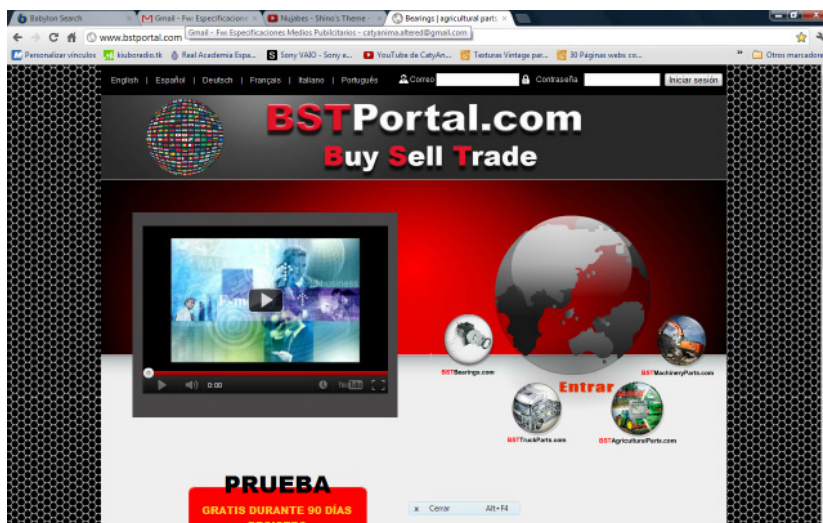 Babylon Search
Gmail - Fw: Especificacione
Nujabes - Shino's Theme -
Bearings | agricultural parts
www.bstportal.com
Gmail - Fw: Especificaciones Medios Publicitarios - catyanima.altered@gmail.com
Personalizar vínculos
kiuboradio.tk
Real Academia Espa...
Sony VAIO - Sony e...
YouTube de CatyAn...
Texturas Vintage par...
30 Páginas webs co...
»
Otros marcadore
English | Español | Deutsch | Français | Italiano | Português
Correo
Contraseña
Iniciar sesión
BSTPortal.com
Buy Sell Trade
business
0:00
YouTube
BSTBearings.com
BSTMachineryParts.com
Entrar
BSTTruckParts.com
BSTAgriculturalParts.com
PRUEBA
GRATIS DURANTE 90 DÍAS
x Cerrar Alt+F4